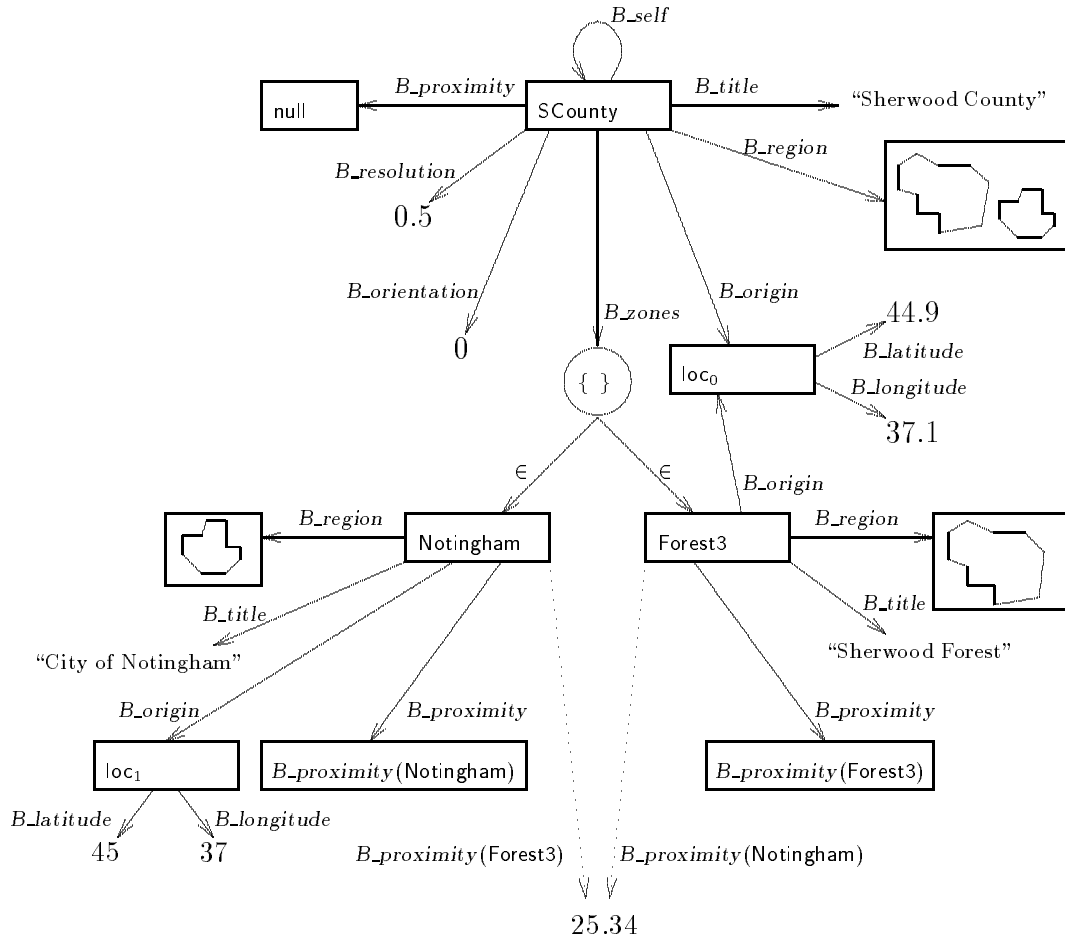 B_self
B_proximity
B_title
null
SCounty
“Sherwood County”
B_region
B_resolution
0.5
B_orientation
B_origin
B_zones
44.9
0
B_latitude
{ }
loc0
B_longitude
37.1
∈
∈
B_origin
B_region
B_region
Notingham
Forest3
B_title
B_title
“City of Notingham”
“Sherwood Forest”
B_origin
B_proximity
B_proximity
loc1
B_proximity(Notingham)
B_proximity(Forest3)
B_latitude
B_longitude
45
37
B_proximity(Forest3)
B_proximity(Notingham)
25.34